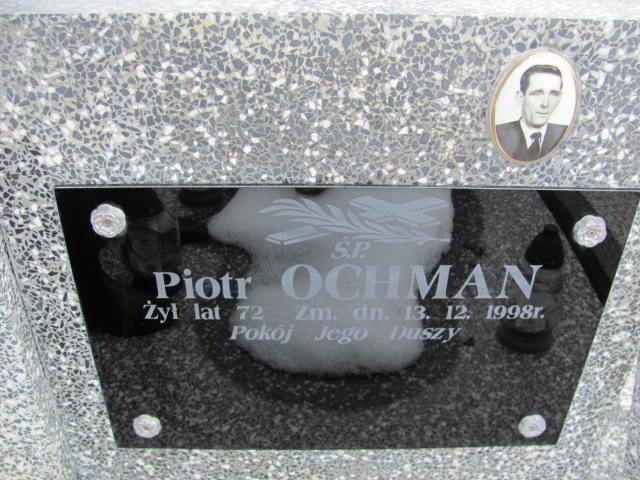 Ś.P.
Piotr OCHMAN
Żył lat 72 Zm. dn. 13. 12. 1998r.
Pokój Jego Duszy